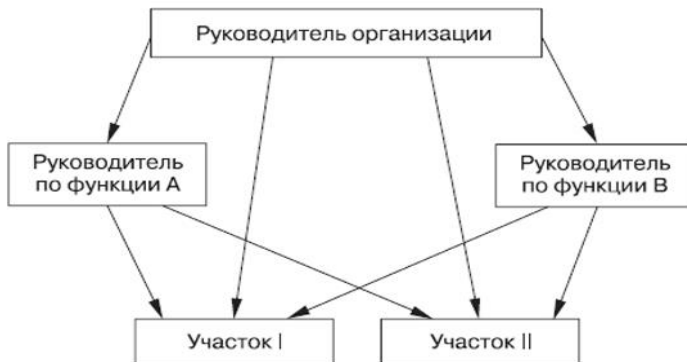 Руководитель организации
Руководитель
по функции А
Руководитель
по функции В
Участок I
Участок II